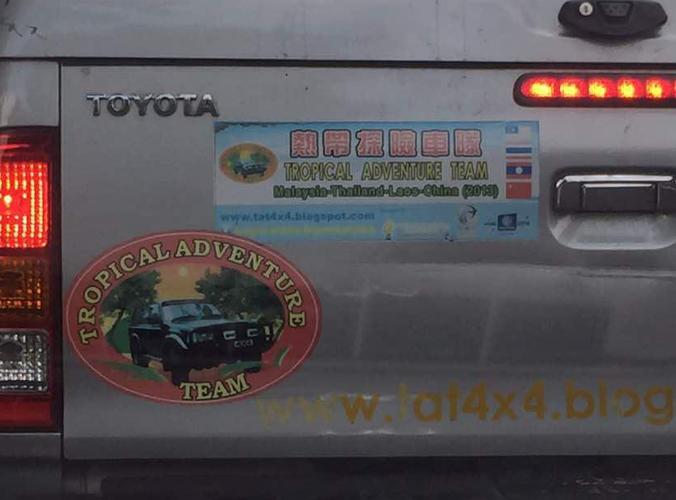 TOYOTA
熱帶探險車隊
TROPICAL ADVENTURE TEAM
Malaysia-Thailand-Laos-China (2013)
www.tat4x4.blogspot.com
TROPICAL ADVENTURE
TEAM
www.tat4x4.blog